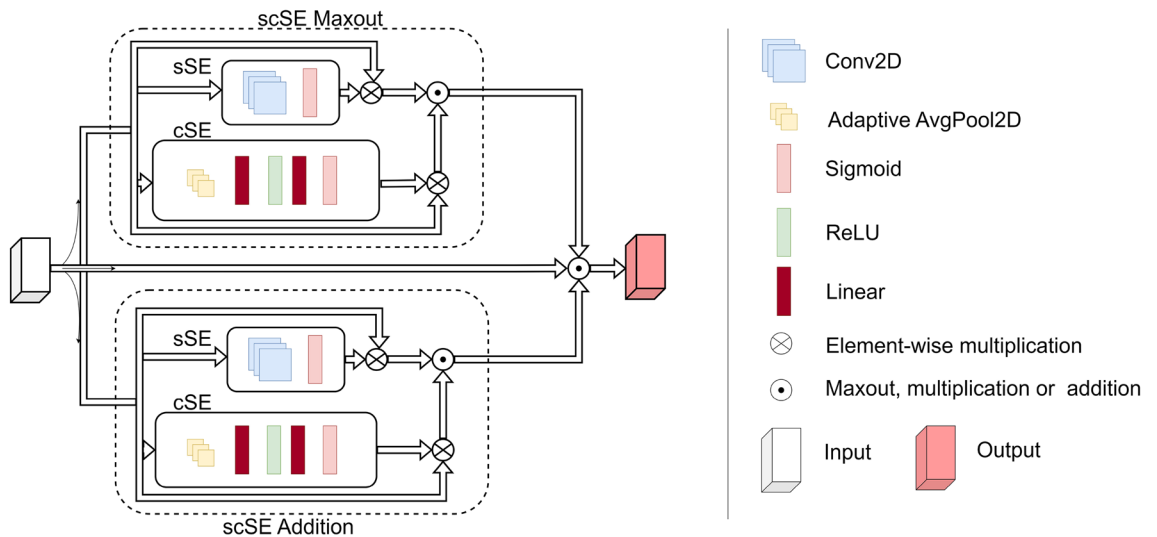 scSE Maxout
sSE
cSE
sSE
cSE
scSE Addition
Conv2D
Adaptive AvgPool2D
Sigmoid
ReLU
Linear
Element-wise multiplication
Maxout, multiplication or addition
Input
Output